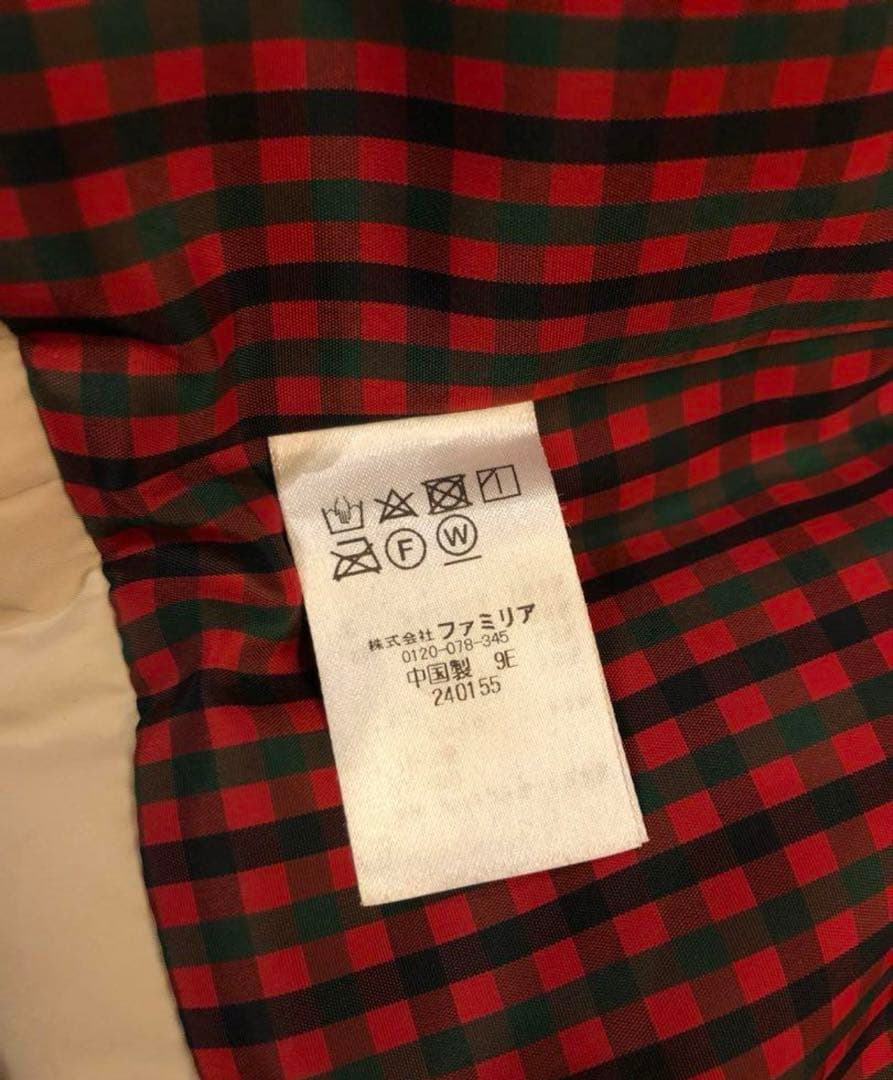 F W
株式会社 ファミリア
0120-078-345
中国製 9E
240155